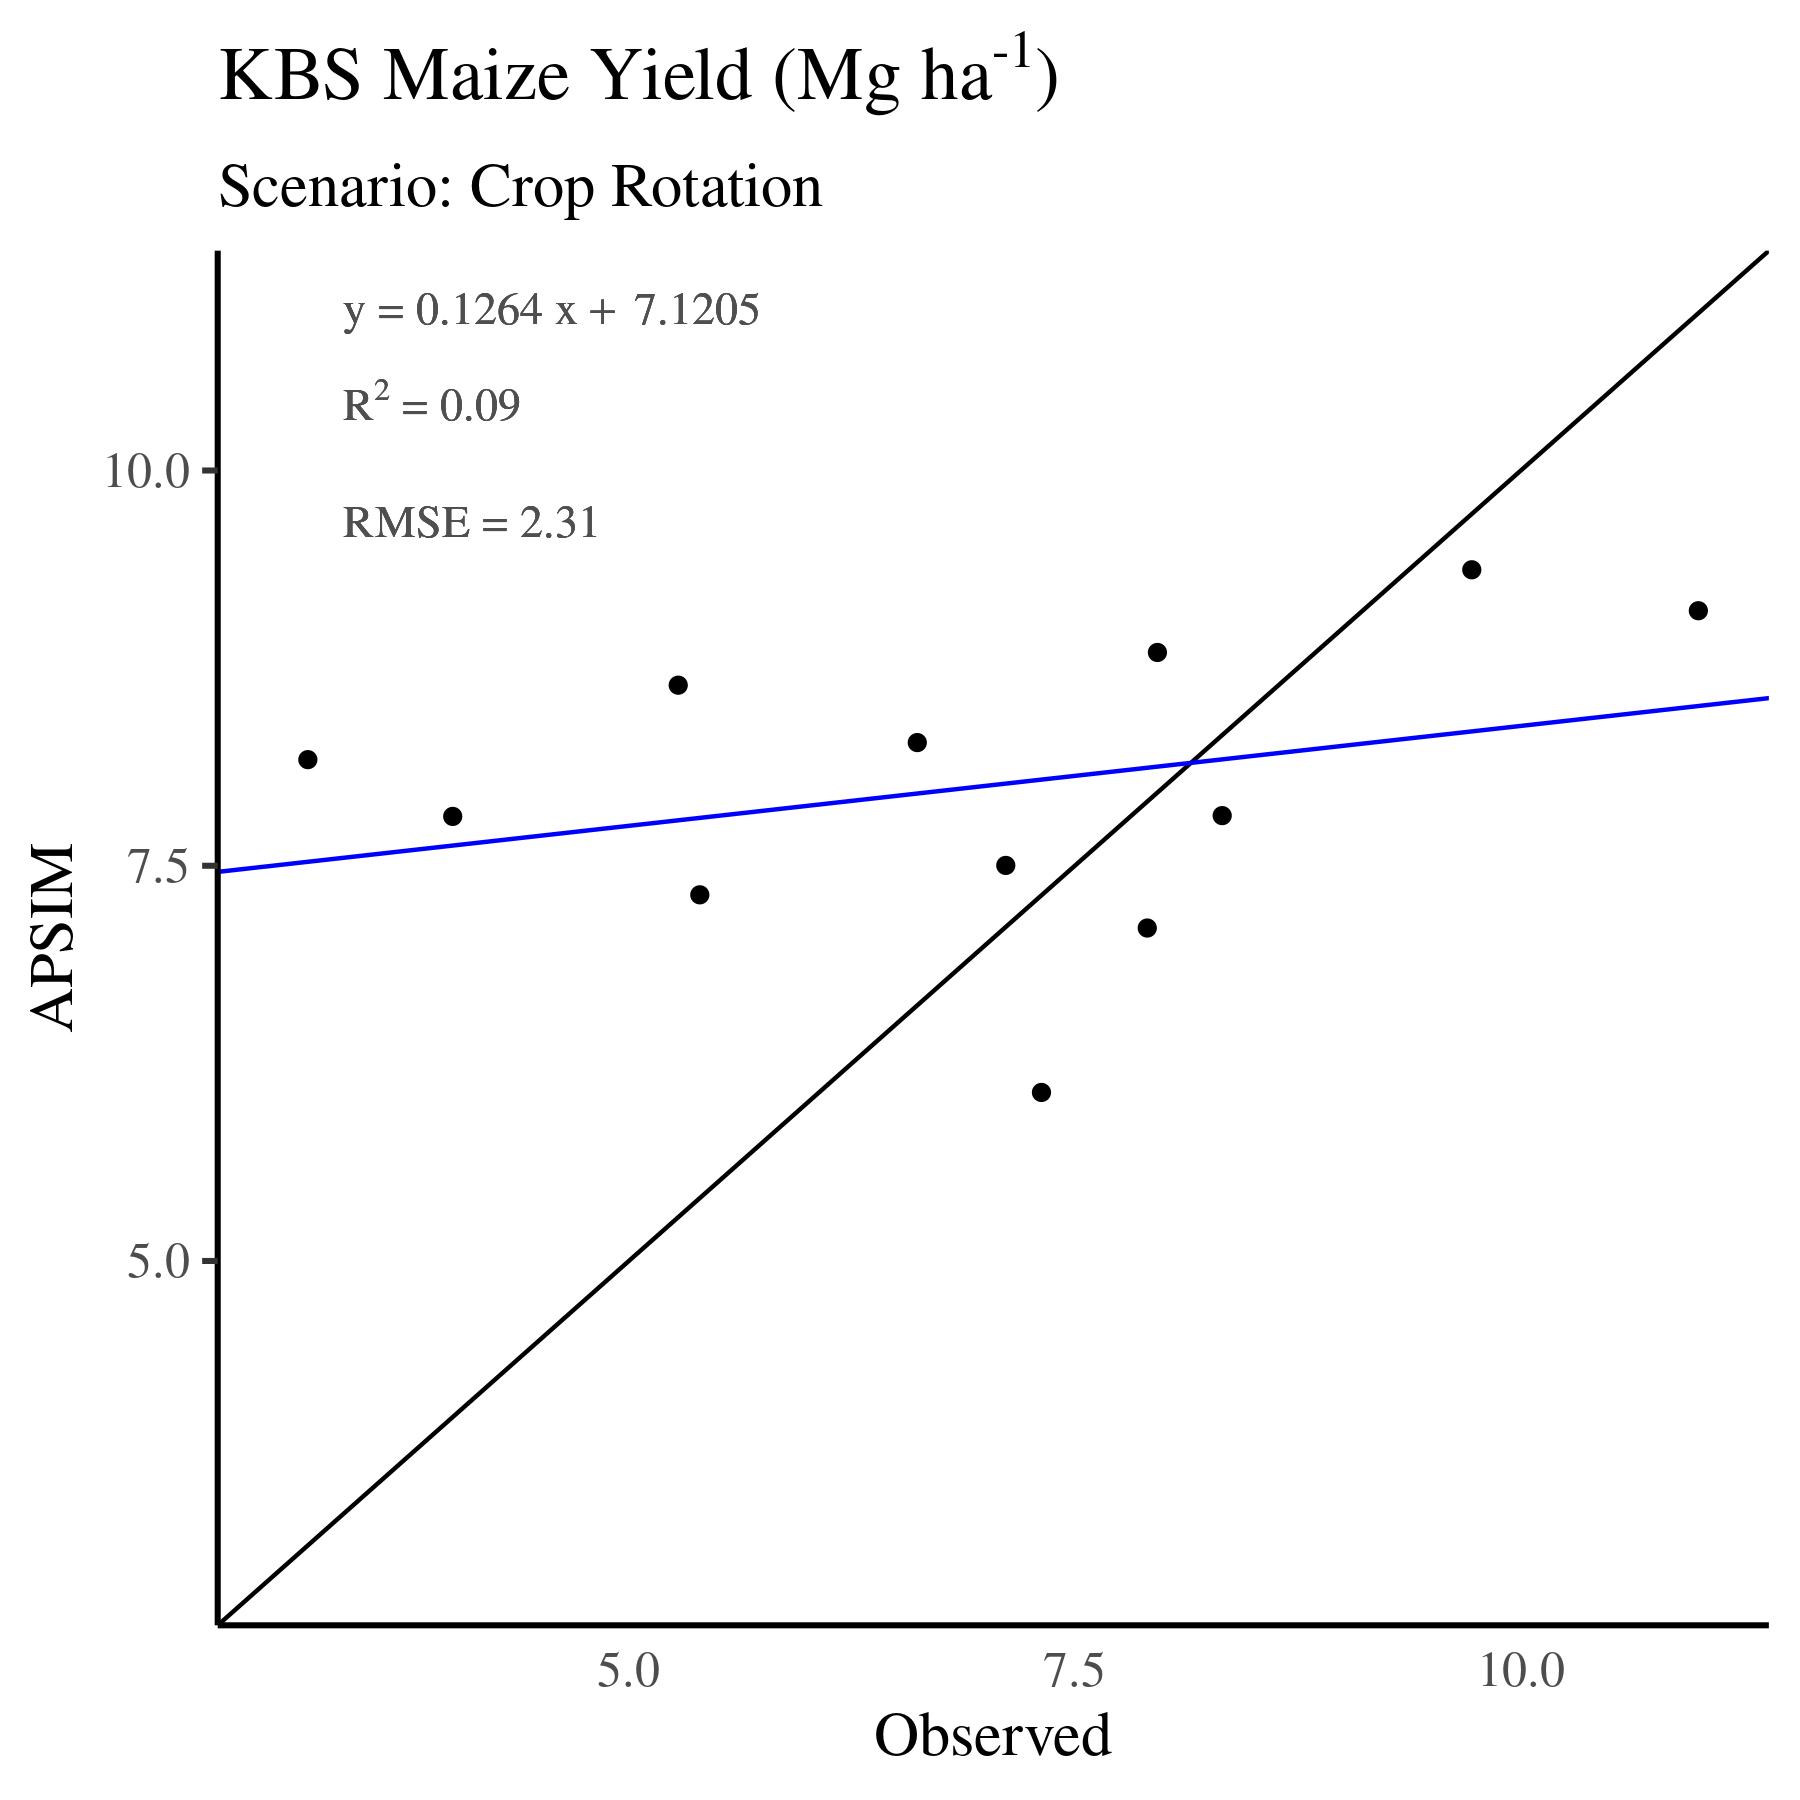 KBS Maize Yield (Mg ha⁻¹)
Scenario: Crop Rotation
y = 0.1264 x + 7.1205
R² = 0.09
RMSE = 2.31
10.0
7.5
5.0
APSIM
5.0 7.5 10.0
Observed